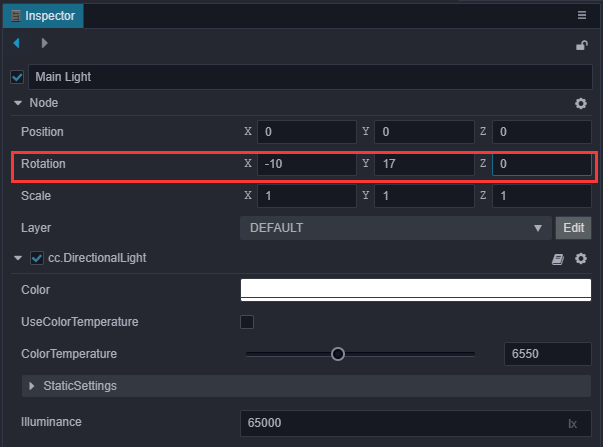 Inspector
Main Light
Node
Position X 0 Y 0 Z 0
Rotation X -10 Y 17 Z 0
Scale X 1 Y 1 Z 1
Layer DEFAULT Edit
cc.DirectionalLight
Color
UseColorTemperature
ColorTemperature 6550
StaticSettings
Illuminance 65000 lx